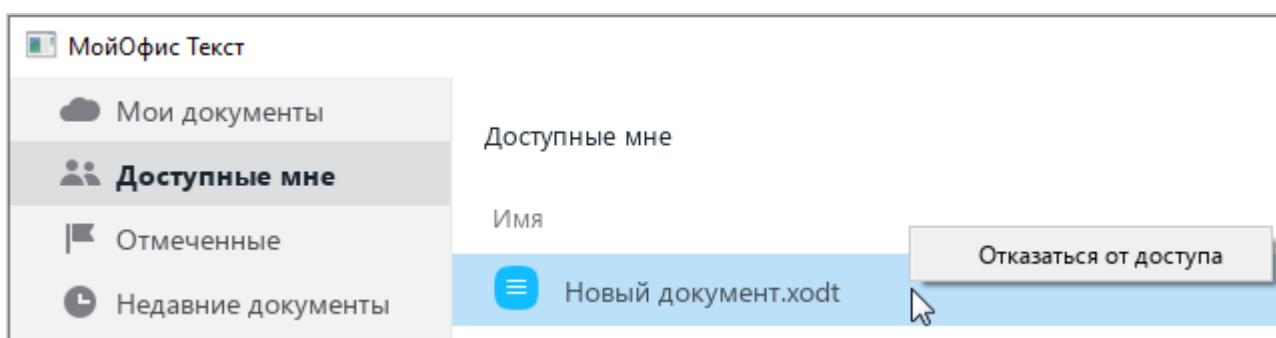 МойОфис Текст
Мои документы
Доступные мне
Отмеченные
Недавние документы
Доступные мне
Имя
Новый документ.xodt
Отказаться от доступа